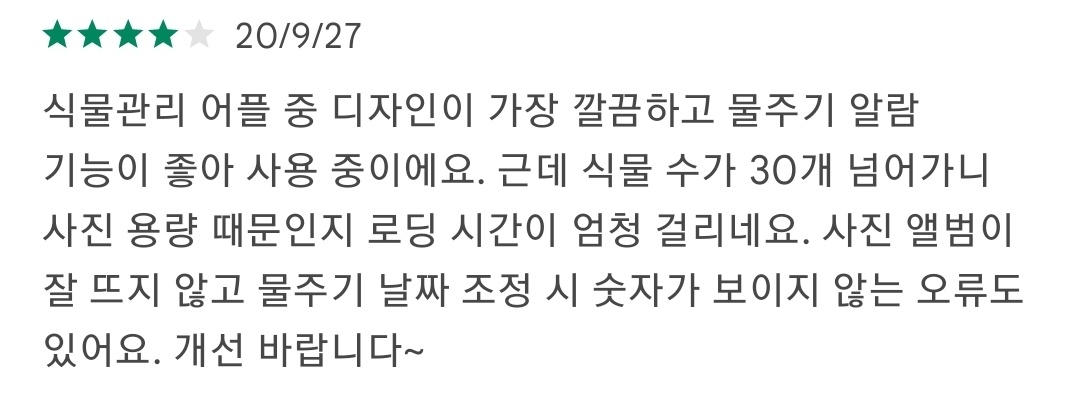 20/9/27
식물관리 어플 중 디자인이 가장 깔끔하고 물주기 알람
기능이 좋아 사용 중이에요. 근데 식물 수가 30개 넘어가니
사진 용량 때문인지 로딩 시간이 엄청 걸리네요. 사진 앨범이
잘 뜨지 않고 물주기 날짜 조정 시 숫자가 보이지 않는 오류도
있어요. 개선 바랍니다~